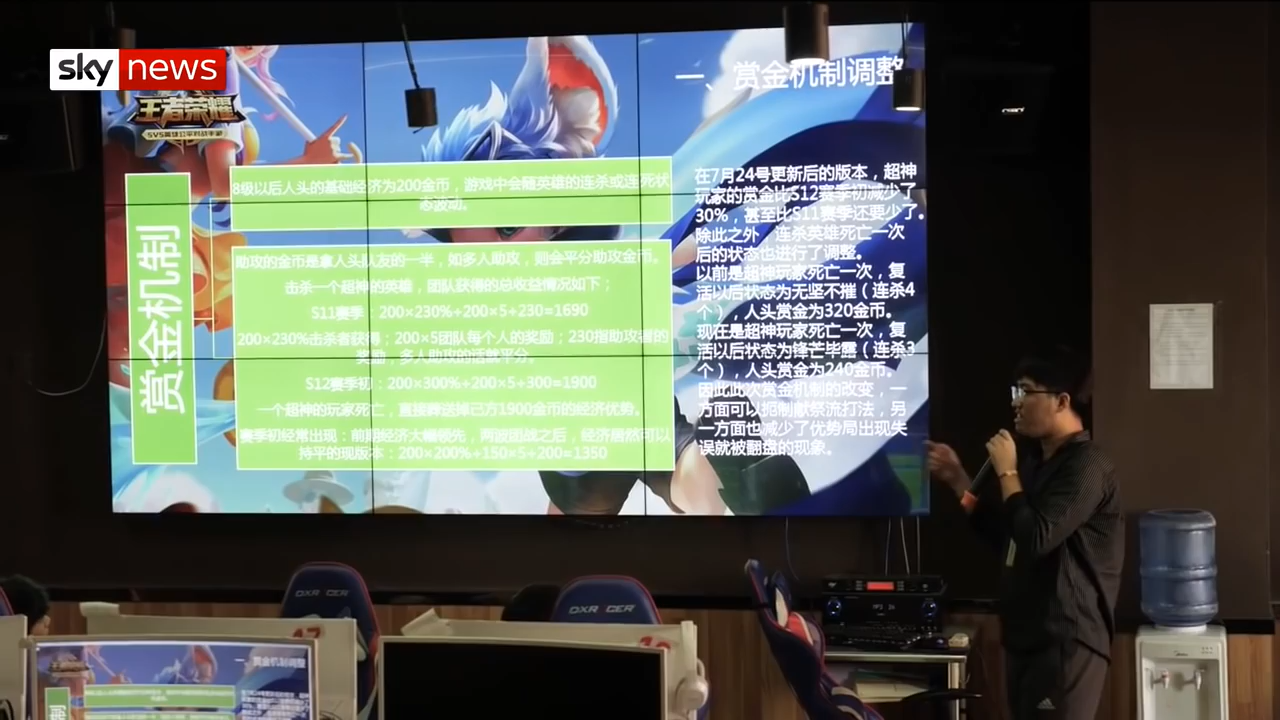 sky news
王者荣耀
5V5英雄公平对战手游
一、赏金机制调整
赏金机制
8级以后人头的基础经济为200金币，游戏中会随英雄的连杀或连死状
态波动。
助攻的金币是拿人头队友的一半，如多人助攻，则会平分助攻金币。
击杀一个超神的英雄，团队获得的总收益情况如下；
S11赛季：200×230%+200×5+230=1690
200×230%击杀者获得；200×5团队每个人的奖励；230指助攻者的
奖励，多人助攻的话就平分。
S12赛季初：200×300%+200×5+300=1900
一个超神的玩家死亡，直接葬送掉己方1900金币的经济优势。
赛季初经常出现：前期经济大幅领先，两波团战之后，经济居然可以
持平的现版本：200×200%+150×5+200=1350
在7月24号更新后的版本，超神
玩家的赏金比S12赛季初减少了
30%，甚至比S11赛季还要少了。
除此之外，连杀英雄死亡一次
后的状态也进行了调整。
以前是超神玩家死亡一次，复
活以后状态为无坚不摧（连杀4
个），人头赏金为320金币。
现在是超神玩家死亡一次，复
活以后状态为锋芒毕露（连杀3
个），人头赏金为240金币。
因此此次赏金机制的改变，一
方面可以扼制献祭流打法，另
一方面也减少了优势局出现失
误就被翻盘的现象。
DXRACER
Midea
adidas
一、赏金机制调整